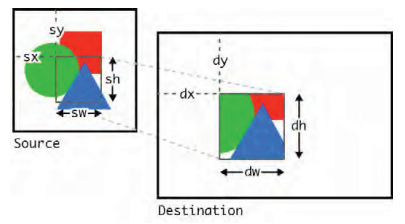 sy
sx
sh
sw
Source
dy
dx
dh
dw
Destination